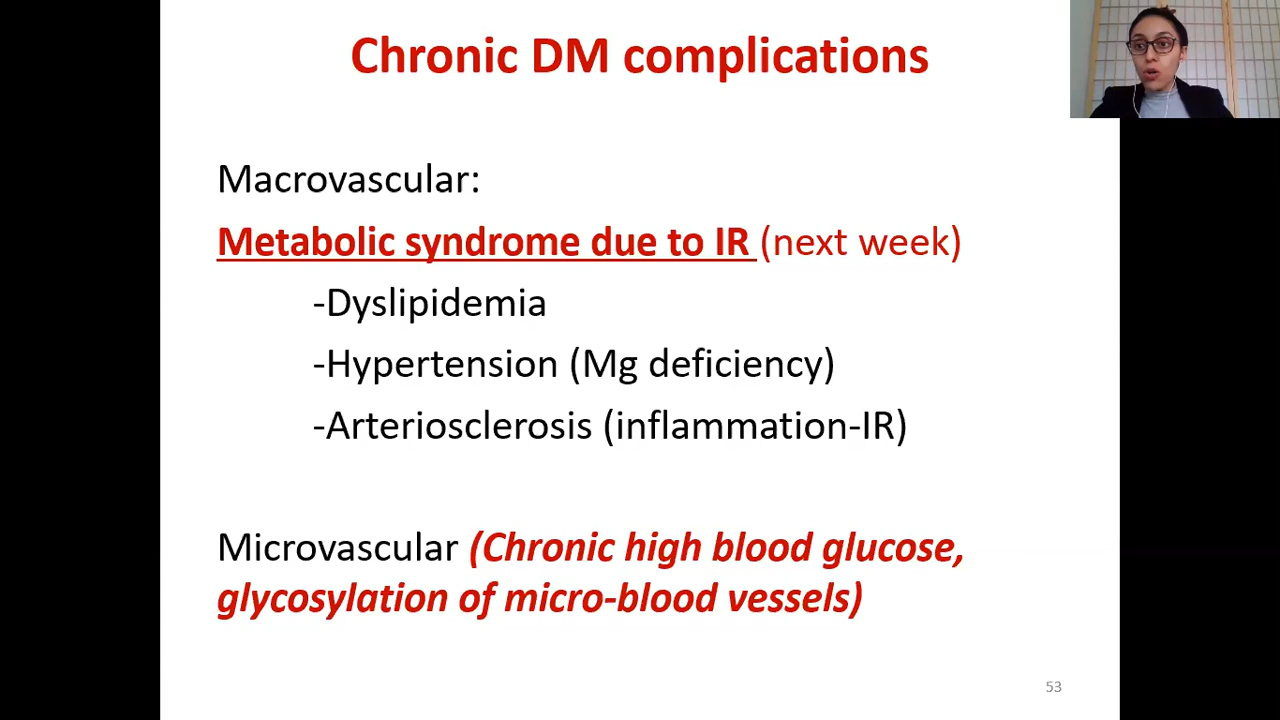 Chronic DM complications
Macrovascular:
Metabolic syndrome due to IR (next week)
-Dyslipidemia
-Hypertension (Mg deficiency)
-Arteriosclerosis (inflammation-IR)
Microvascular (Chronic high blood glucose,
glycosylation of micro-blood vessels)
53